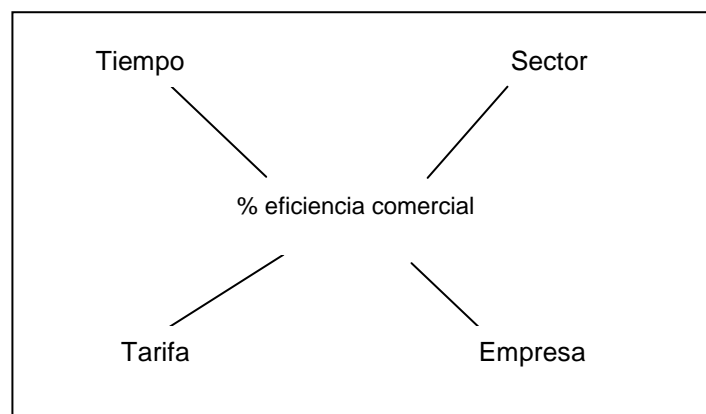 Tiempo
Sector
% eficiencia comercial
Tarifa
Empresa